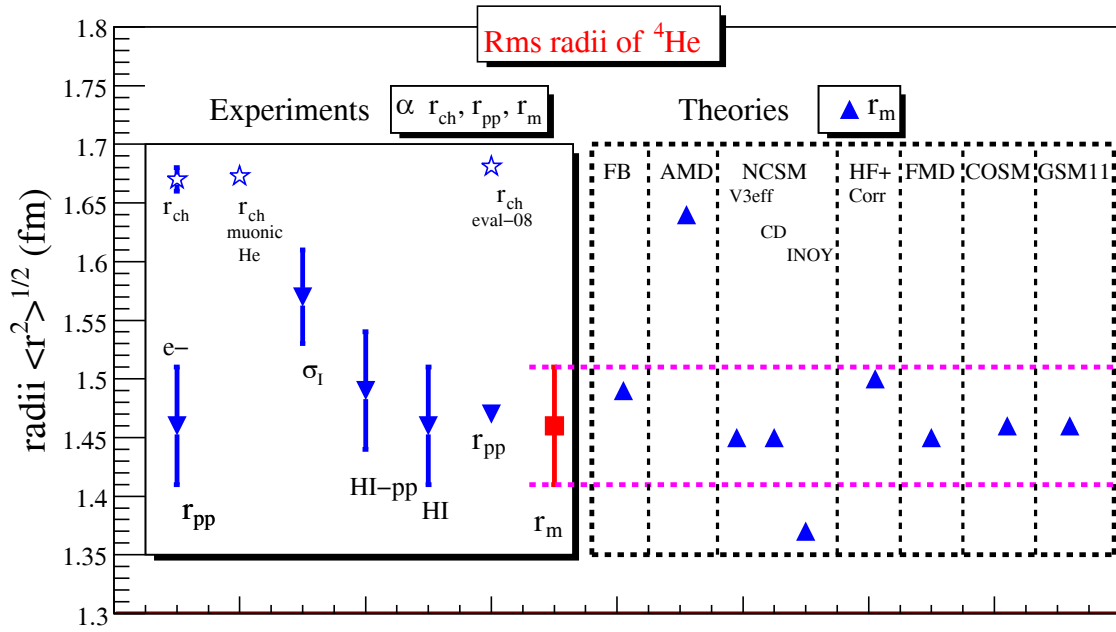 Rms radii of ⁴He
Experiments
α r_ch, r_pp, r_m
Theories
r_m
radii <r²>^1/2 (fm)
1.8
1.75
1.7
1.65
1.6
1.55
1.5
1.45
1.4
1.35
1.3
r_ch
r_ch
muonic
He
r_ch
eval−08
e−
r_pp
σ_I
HI−pp
HI
r_pp
r_m
FB
AMD
NCSM
V3eff
CD
INOY
HF+
Corr
FMD
COSM
GSM11